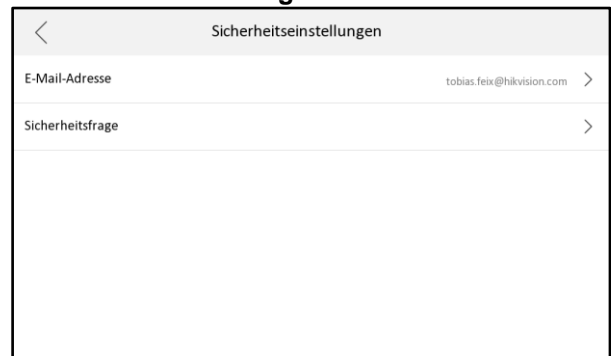 Sicherheitseinstellungen
E-Mail-Adresse tobias.feix@hikvision.com
Sicherheitsfrage